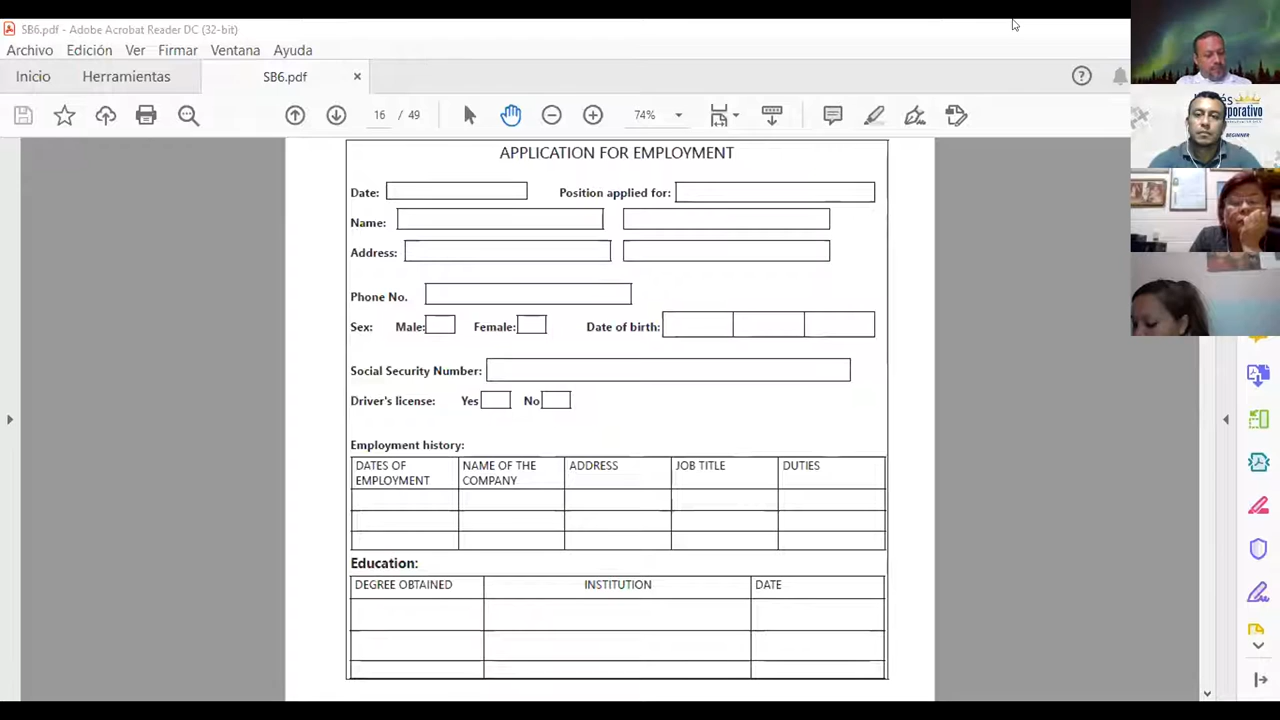 SB6.pdf - Adobe Acrobat Reader DC (32-bit)
Archivo Edición Ver Firmar Ventana Ayuda
Inicio Herramientas SB6.pdf ×
16 / 49 74%
APPLICATION FOR EMPLOYMENT
Date: Position applied for:
Name:
Address:
Phone No.
Sex: Male: Female: Date of birth:
Social Security Number:
Driver's license: Yes No
Employment history:
DATES OF EMPLOYMENT NAME OF THE COMPANY ADDRESS JOB TITLE DUTIES
Education:
DEGREE OBTAINED INSTITUTION DATE
BEGINNER